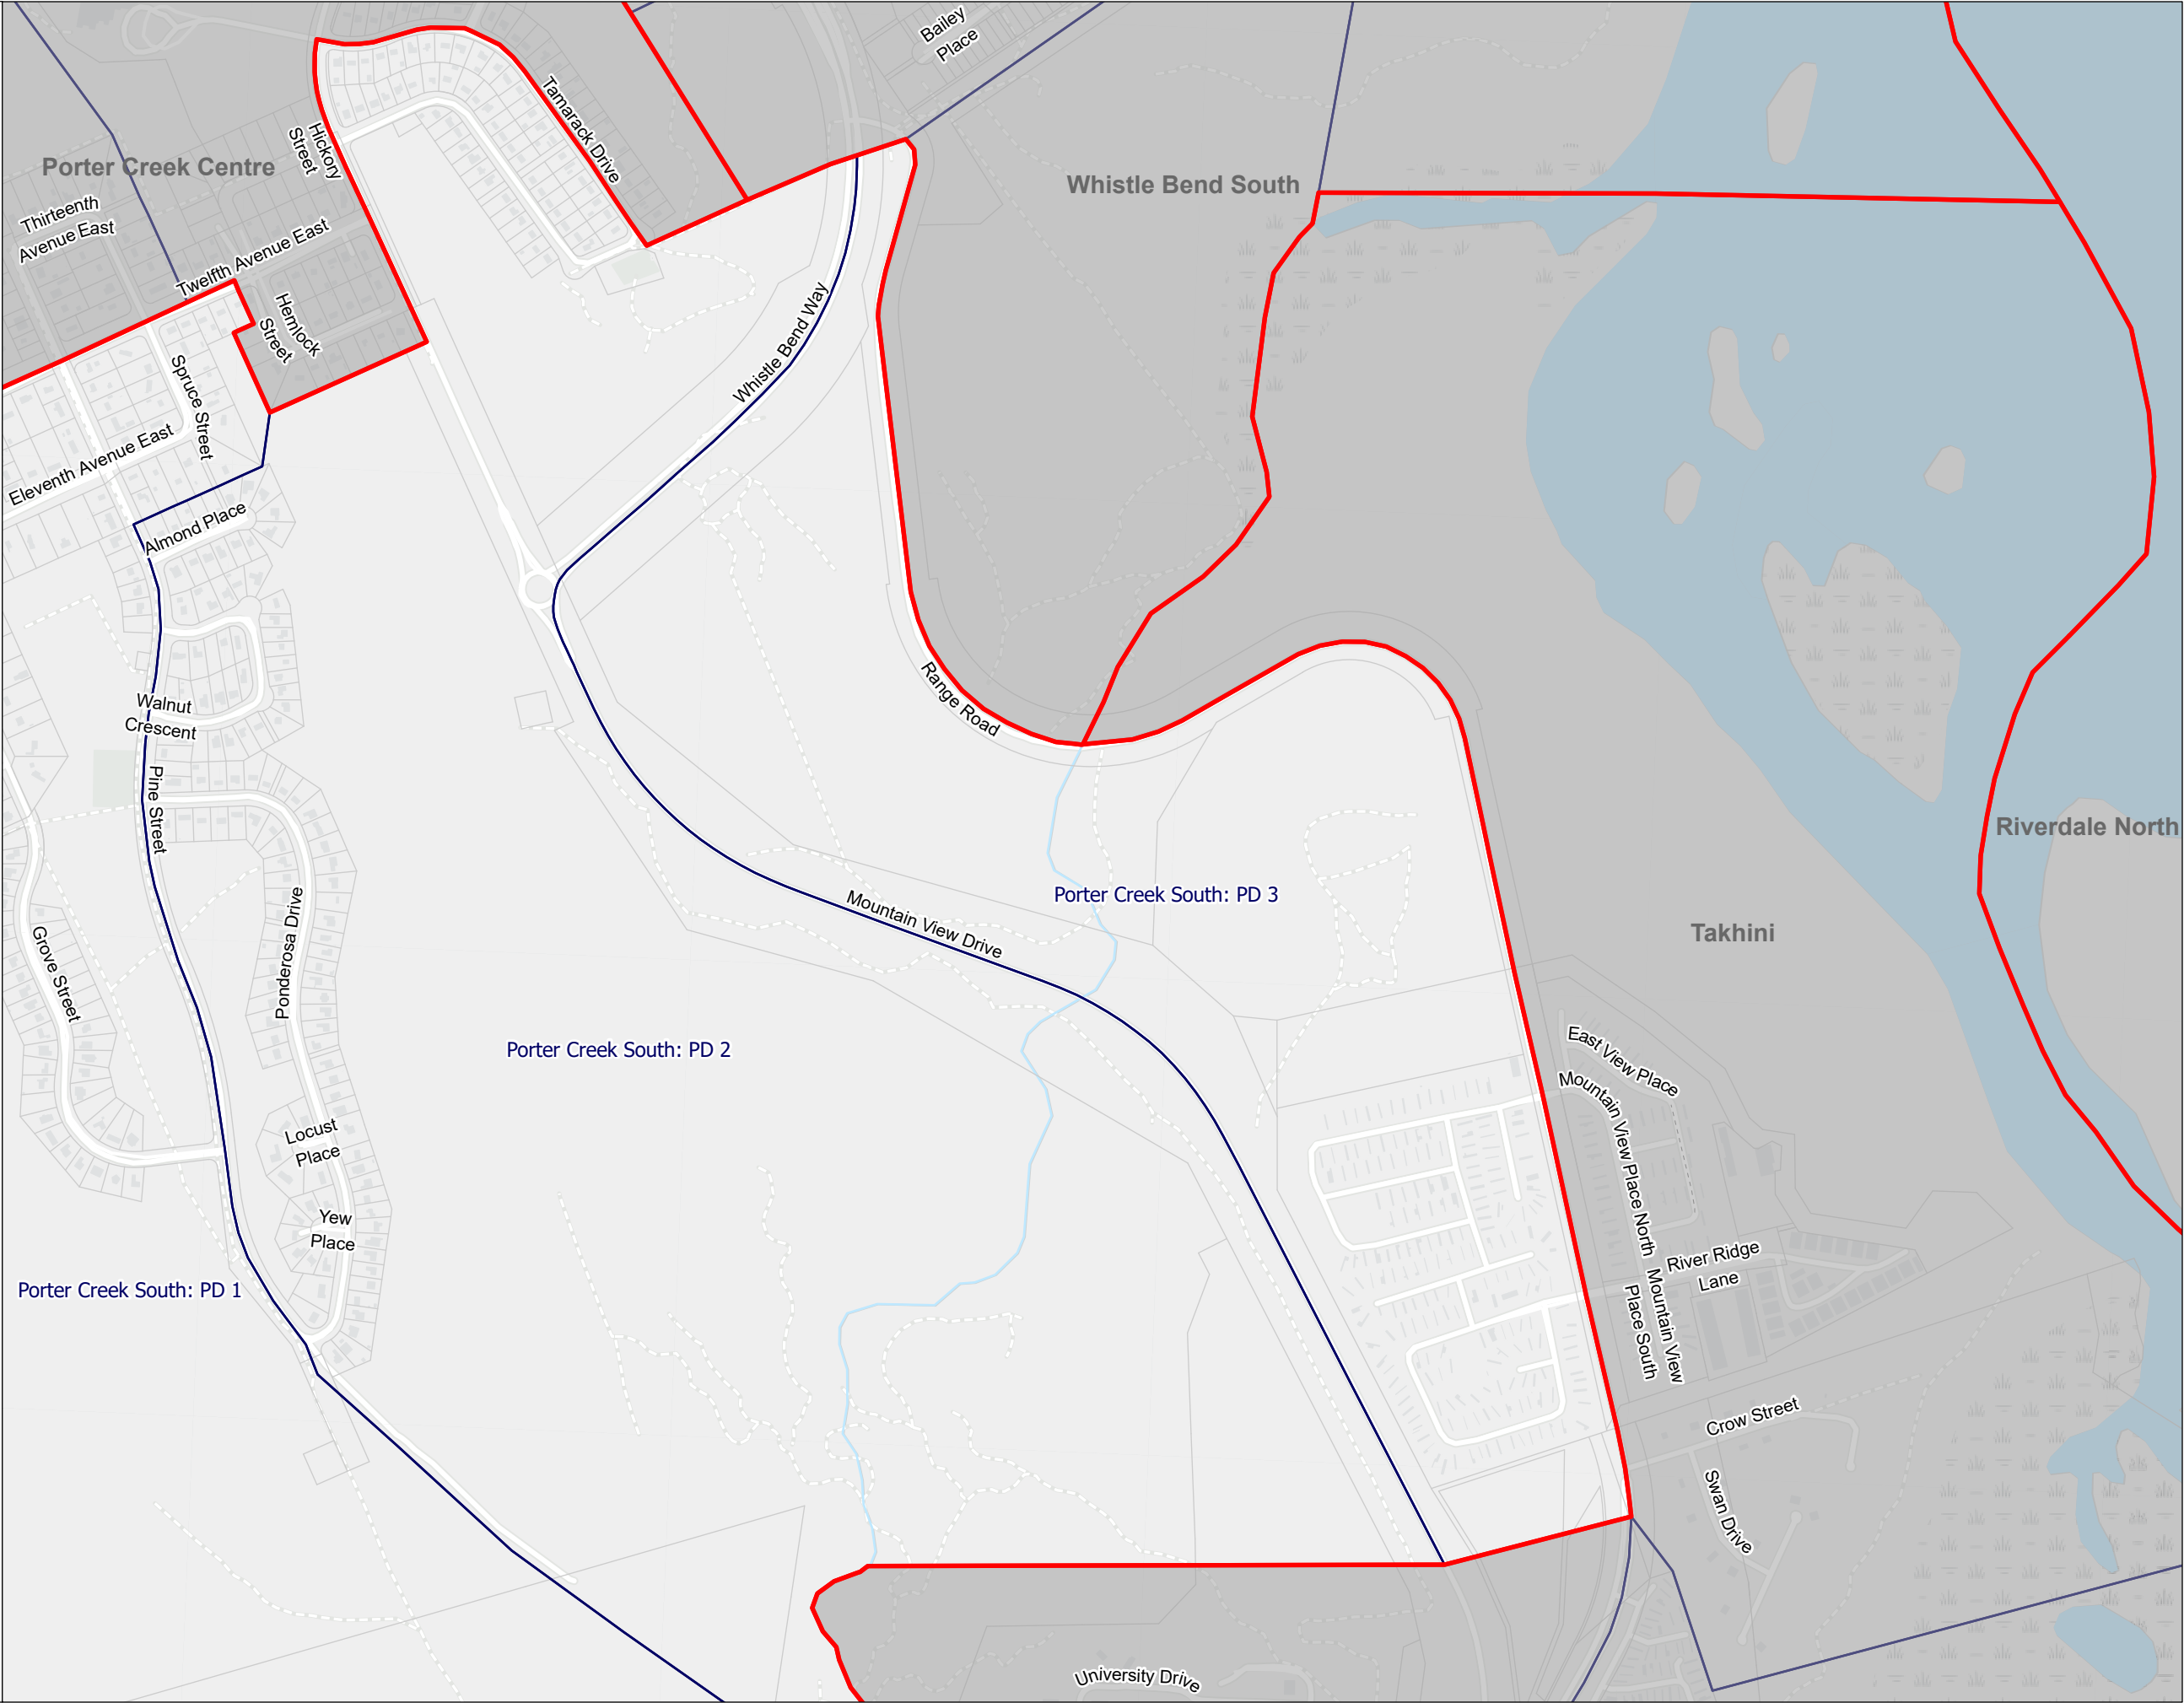 Bailey
Place
Tamarack Drive
Hickory
Street
Porter Creek Centre
Whistle Bend South
Thirteenth
Avenue East
Twelfth Avenue East
Hemlock
Street
Whistle Bend Way
Spruce Street
Eleventh Avenue East
Almond Place
Walnut
Crescent
Range Road
Pine Street
Riverdale North
Ponderosa Drive
Porter Creek South: PD 3
Mountain View Drive
Takhini
Grove Street
Porter Creek South: PD 2
East View Place
Mountain View Place North
Locust
Place
Yew
Place
River Ridge
Lane
Porter Creek South: PD 1
Mountain View
Place South
Crow Street
Swan Drive
University Drive